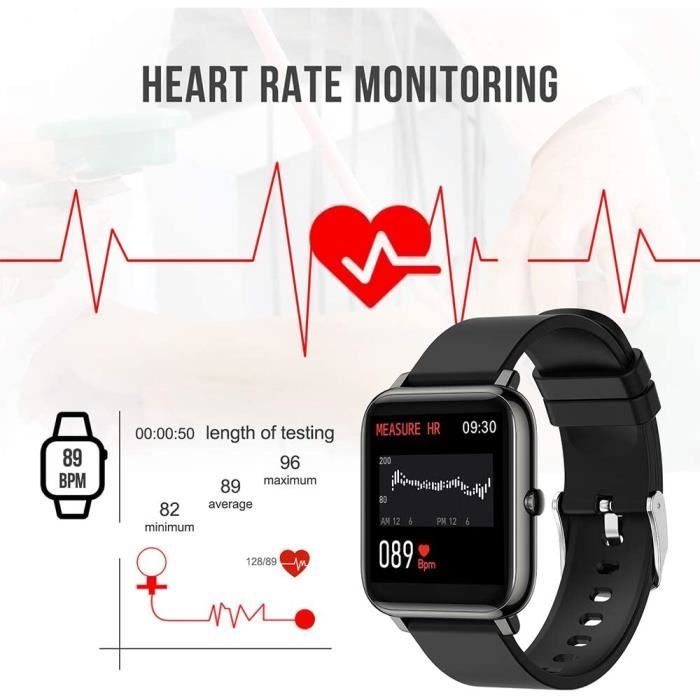 HEART RATE MONITORING
89
BPM
00:00:50 length of testing
96
maximum
89
average
82
minimum
128/89
MEASURE HR 09:30
200
80
AM 12 6 PM 12 6
089 Bpm